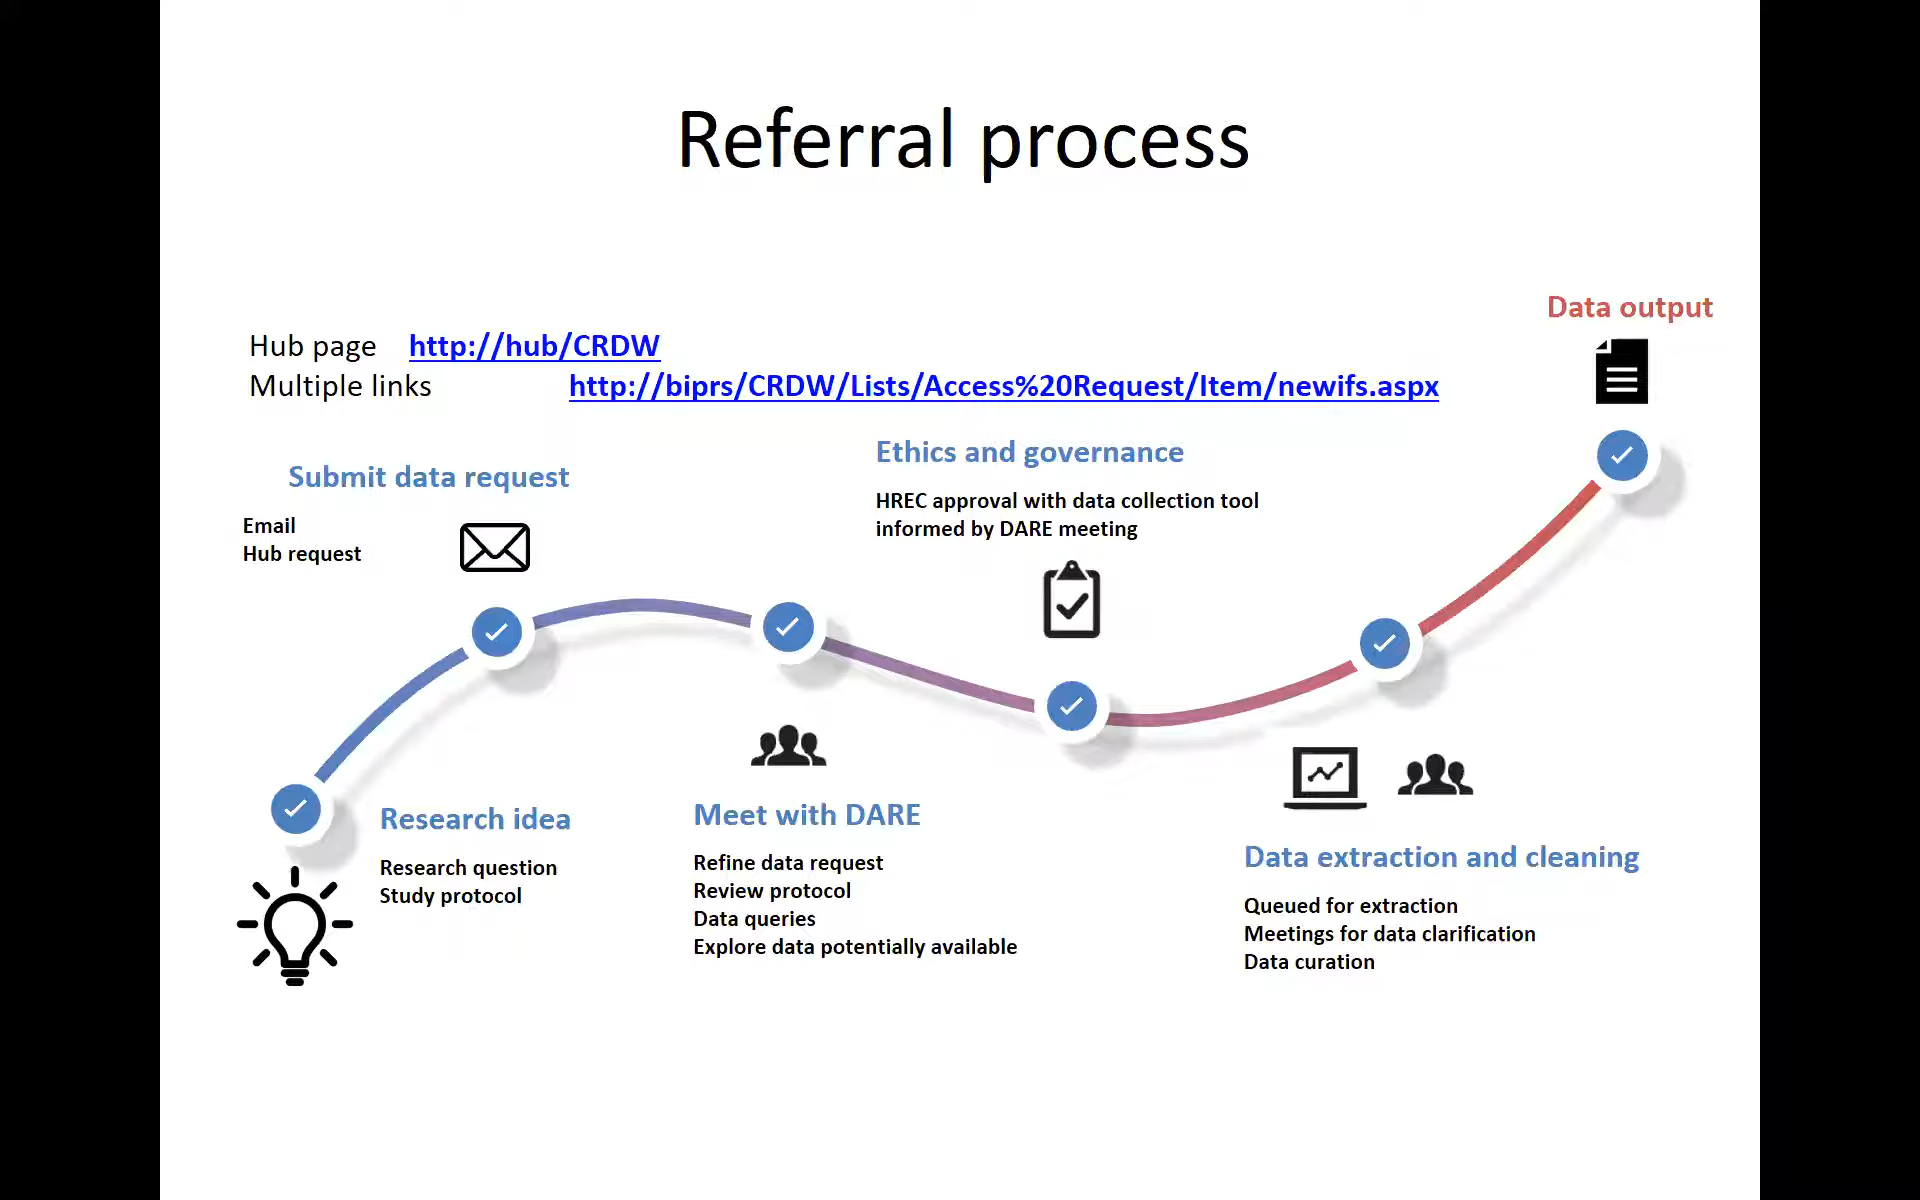 Referral process
Data output
Hub page http://hub/CRDW
Multiple links http://biprs/CRDW/Lists/Access%20Request/Item/newifs.aspx
Submit data request
Email
Hub request
Ethics and governance
HREC approval with data collection tool
informed by DARE meeting
Research idea
Research question
Study protocol
Meet with DARE
Refine data request
Review protocol
Data queries
Explore data potentially available
Data extraction and cleaning
Queued for extraction
Meetings for data clarification
Data curation